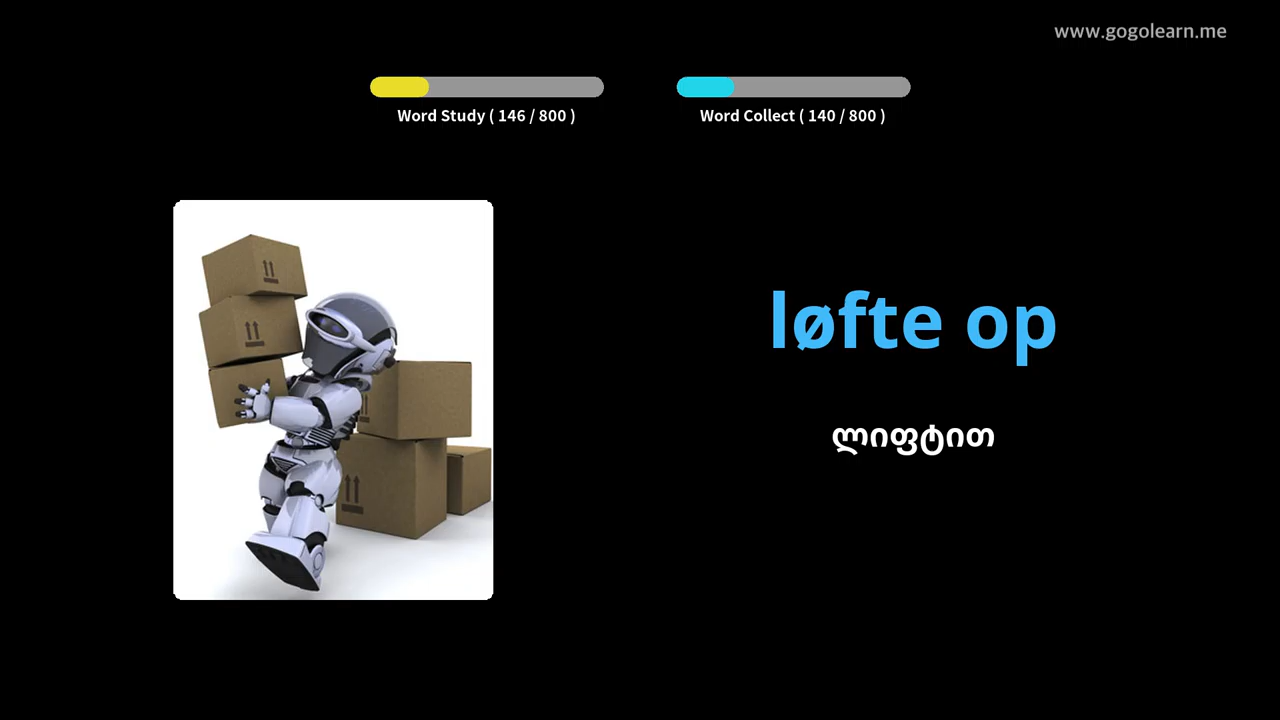 www.gogolearn.me
Word Study ( 146 / 800 )
Word Collect ( 140 / 800 )
løfte op
ლიფტით